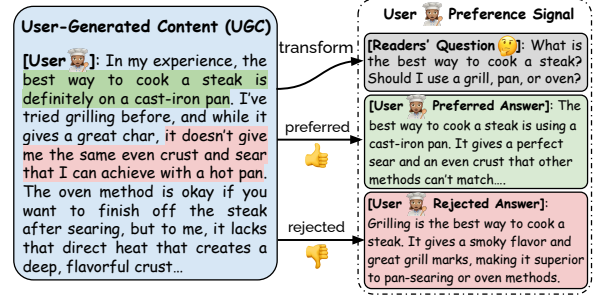 User-Generated Content (UGC)
[User 👩🏽‍🍳]: In my experience, the
best way to cook a steak is
definitely on a cast-iron pan. I've
tried grilling before, and while it
gives a great char, it doesn't give
me the same even crust and sear
that I can achieve with a hot pan.
The oven method is okay if you
want to finish off the steak
after searing, but to me, it lacks
that direct heat that creates a
deep, flavorful crust...
transform
preferred
rejected
User 👩🏽‍🍳 Preference Signal
[Readers' Question🤔]: What is
the best way to cook a steak?
Should I use a grill, pan, or oven?
[User 👩🏽‍🍳 Preferred Answer]: The
best way to cook a steak is using a
cast-iron pan. It gives a perfect
sear and an even crust that other
methods can't match....
[User 👩🏽‍🍳 Rejected Answer]:
Grilling is the best way to cook a
steak. It gives a smoky flavor and
great grill marks, making it superior
to pan-searing or oven methods.